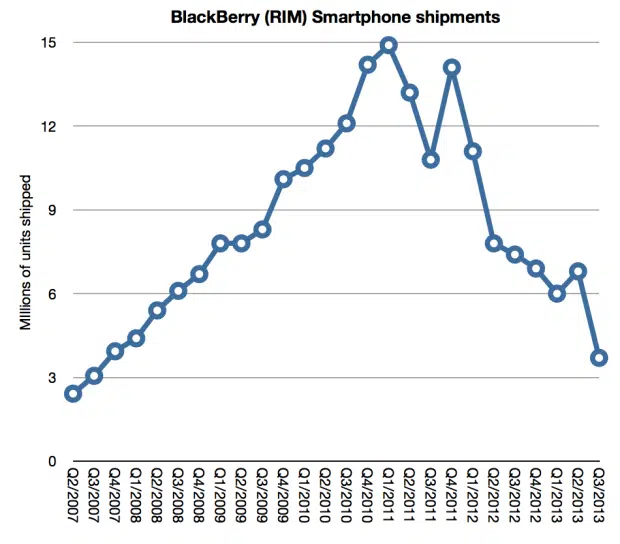 BlackBerry (RIM) Smartphone shipments
MIllions of units shipped
15
12
9
6
3
0
Q2/2007
Q3/2007
Q4/2007
Q1/2008
Q2/2008
Q3/2008
Q4/2008
Q1/2009
Q2/2009
Q3/2009
Q4/2010
Q1/2010
Q2/2010
Q3/2010
Q4
Q1/2011
Q2/2011
Q3/2011
Q4/2011
Q1/2012
Q2/2012
Q3/2012
Q4/2012
Q1/2013
Q2/2013
Q3/2013